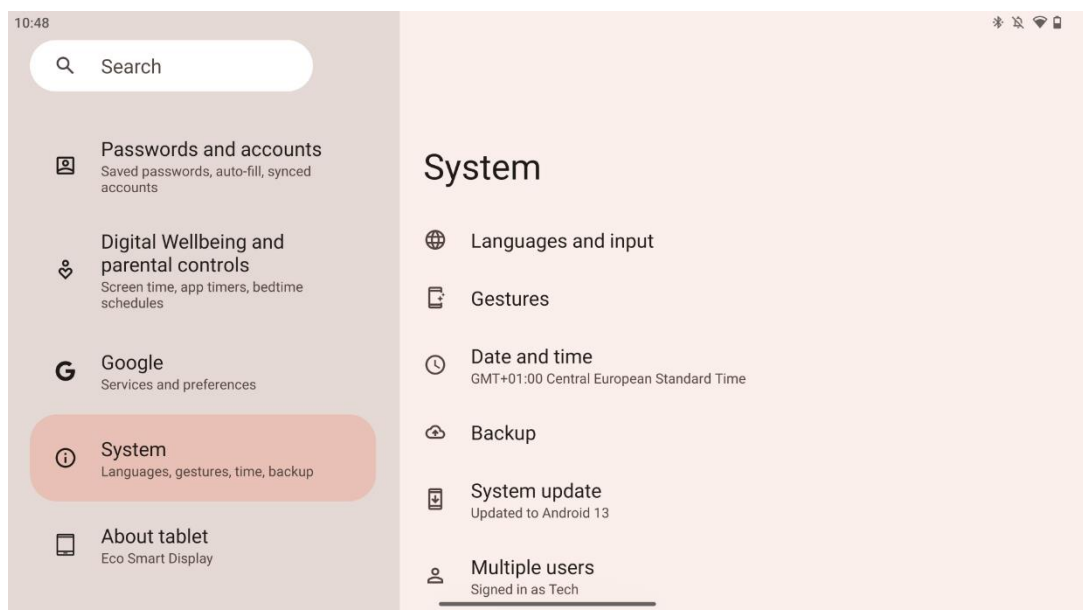 10:48
Search
Passwords and accounts
Saved passwords, auto-fill, synced
accounts
Digital Wellbeing and
parental controls
Screen time, app timers, bedtime
schedules
Google
Services and preferences
System
Languages, gestures, time, backup
About tablet
Eco Smart Display
System
Languages and input
Gestures
Date and time
GMT+01:00 Central European Standard Time
Backup
System update
Updated to Android 13
Multiple users
Signed in as Tech